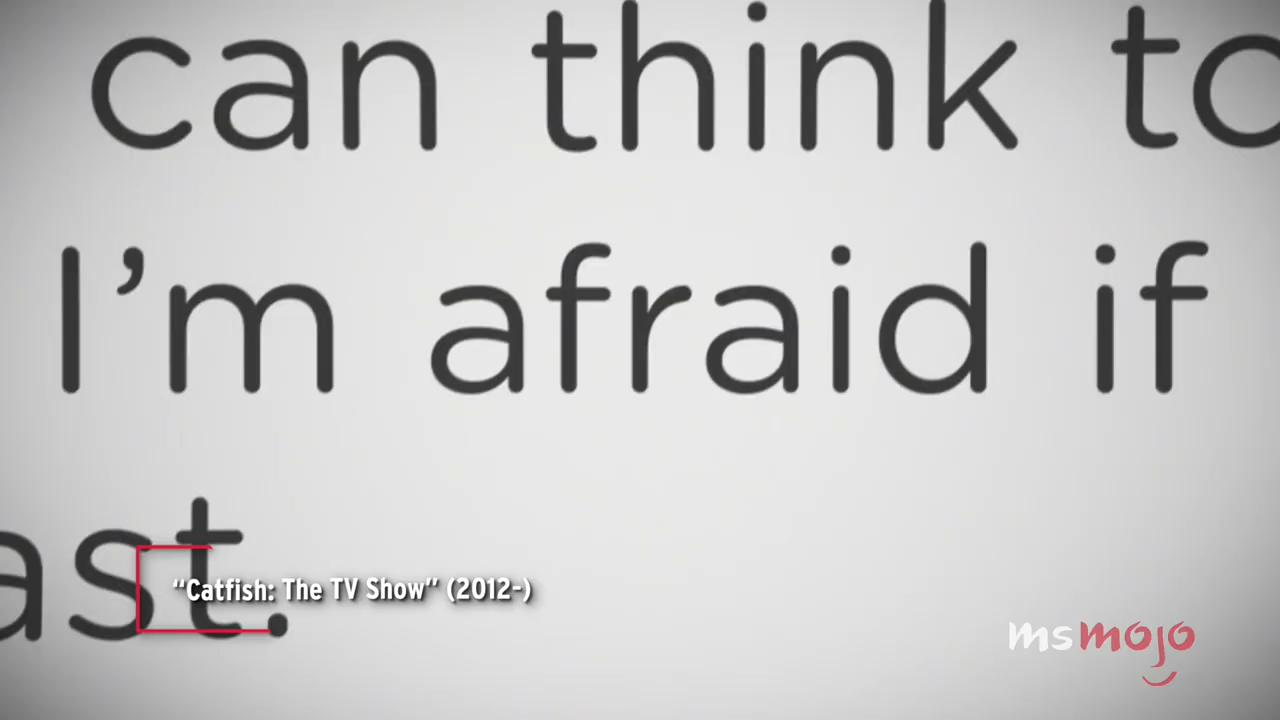 can think to
I’m afraid if
ast.
“Catfish: The TV Show” (2012-)
msmojo